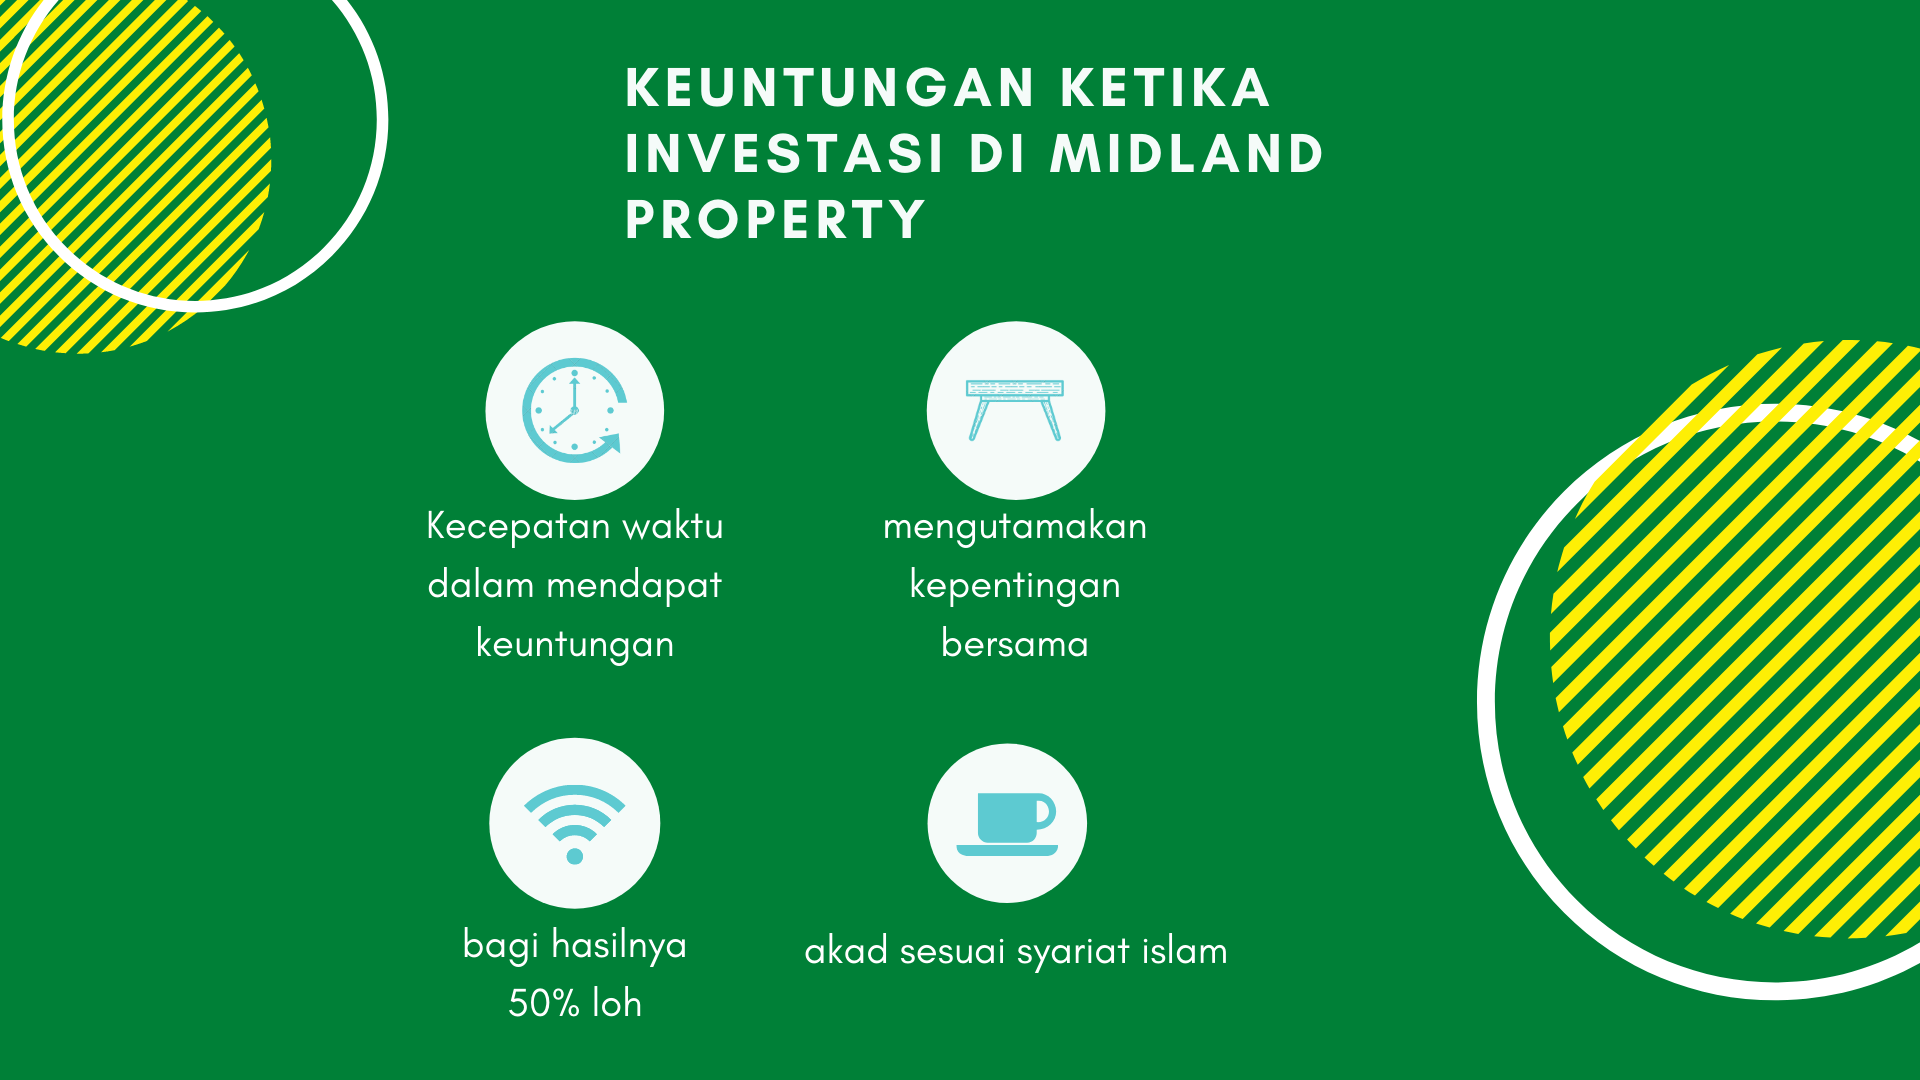 KEUNTUNGAN KETIKA
INVESTASI DI MIDLAND
PROPERTY
Kecepatan waktu
dalam mendapat
keuntungan
mengutamakan
kepentingan
bersama
bagi hasilnya
50% loh
akad sesuai syariat islam